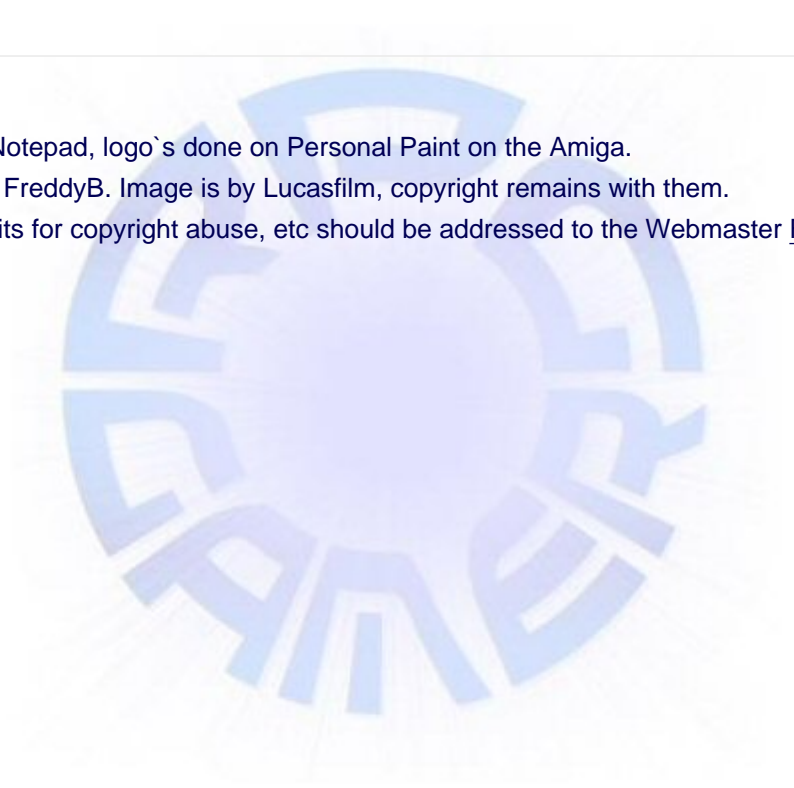 Notepad, logo`s done on Personal Paint on the Amiga.
FreddyB. Image is by Lucasfilm, copyright remains with them.
its for copyright abuse, etc should be addressed to the Webmaster